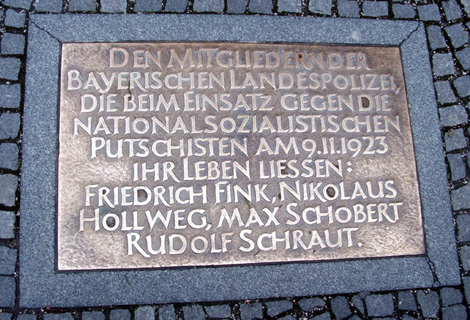 DEN MITGLIEDERN DER
BAYERISCHEN LANDESPOLIZEI,
DIE BEIM EINSATZ GEGEN DIE
NATIONALSOZIALISTISCHEN
PUTSCHISTEN AM 9.11.1923
IHR LEBEN LIESSEN:
FRIEDRICH FINK, NIKOLAUS
HOLLWEG, MAX SCHOBERT
RUDOLF SCHRAUT.